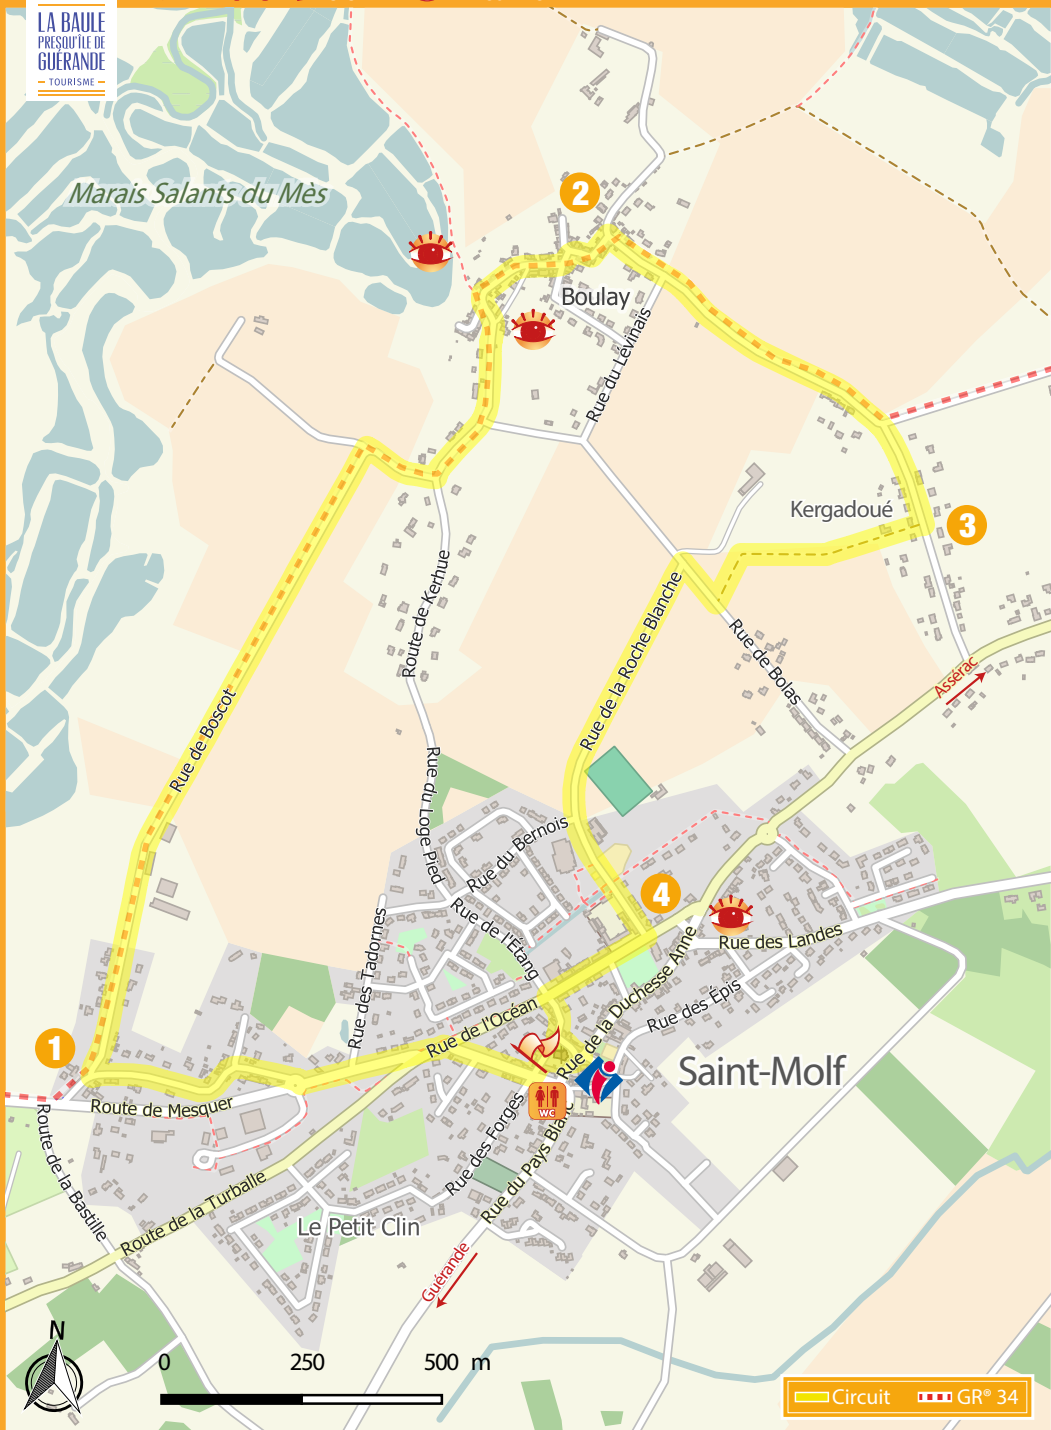 LA BAULE
PRESQU'ÎLE DE
GUÉRANDE
TOURISME
Marais Salants du Mès
2
Boulay
Rue du Lévinais
Kergadoué
3
Route de Kerhue
Rue de la Roche Blanche
Rue de Bolas
Assérac
Rue de Boscot
Rue du Loge Pied
Rue du Bernois
4
Rue de l'Étang
Rue des Tadornes
Rue des Landes
Rue de la Duchesse Anne
Rue des Épis
Rue de l'Océan
1
Saint-Molf
WC
Route de Mesquer
Route de la Bastille
Rue des Forges
Rue du Pays Blanc
Route de la Turballe
Le Petit Clin
Guérande
N
0 250 500 m
Circuit GR® 34